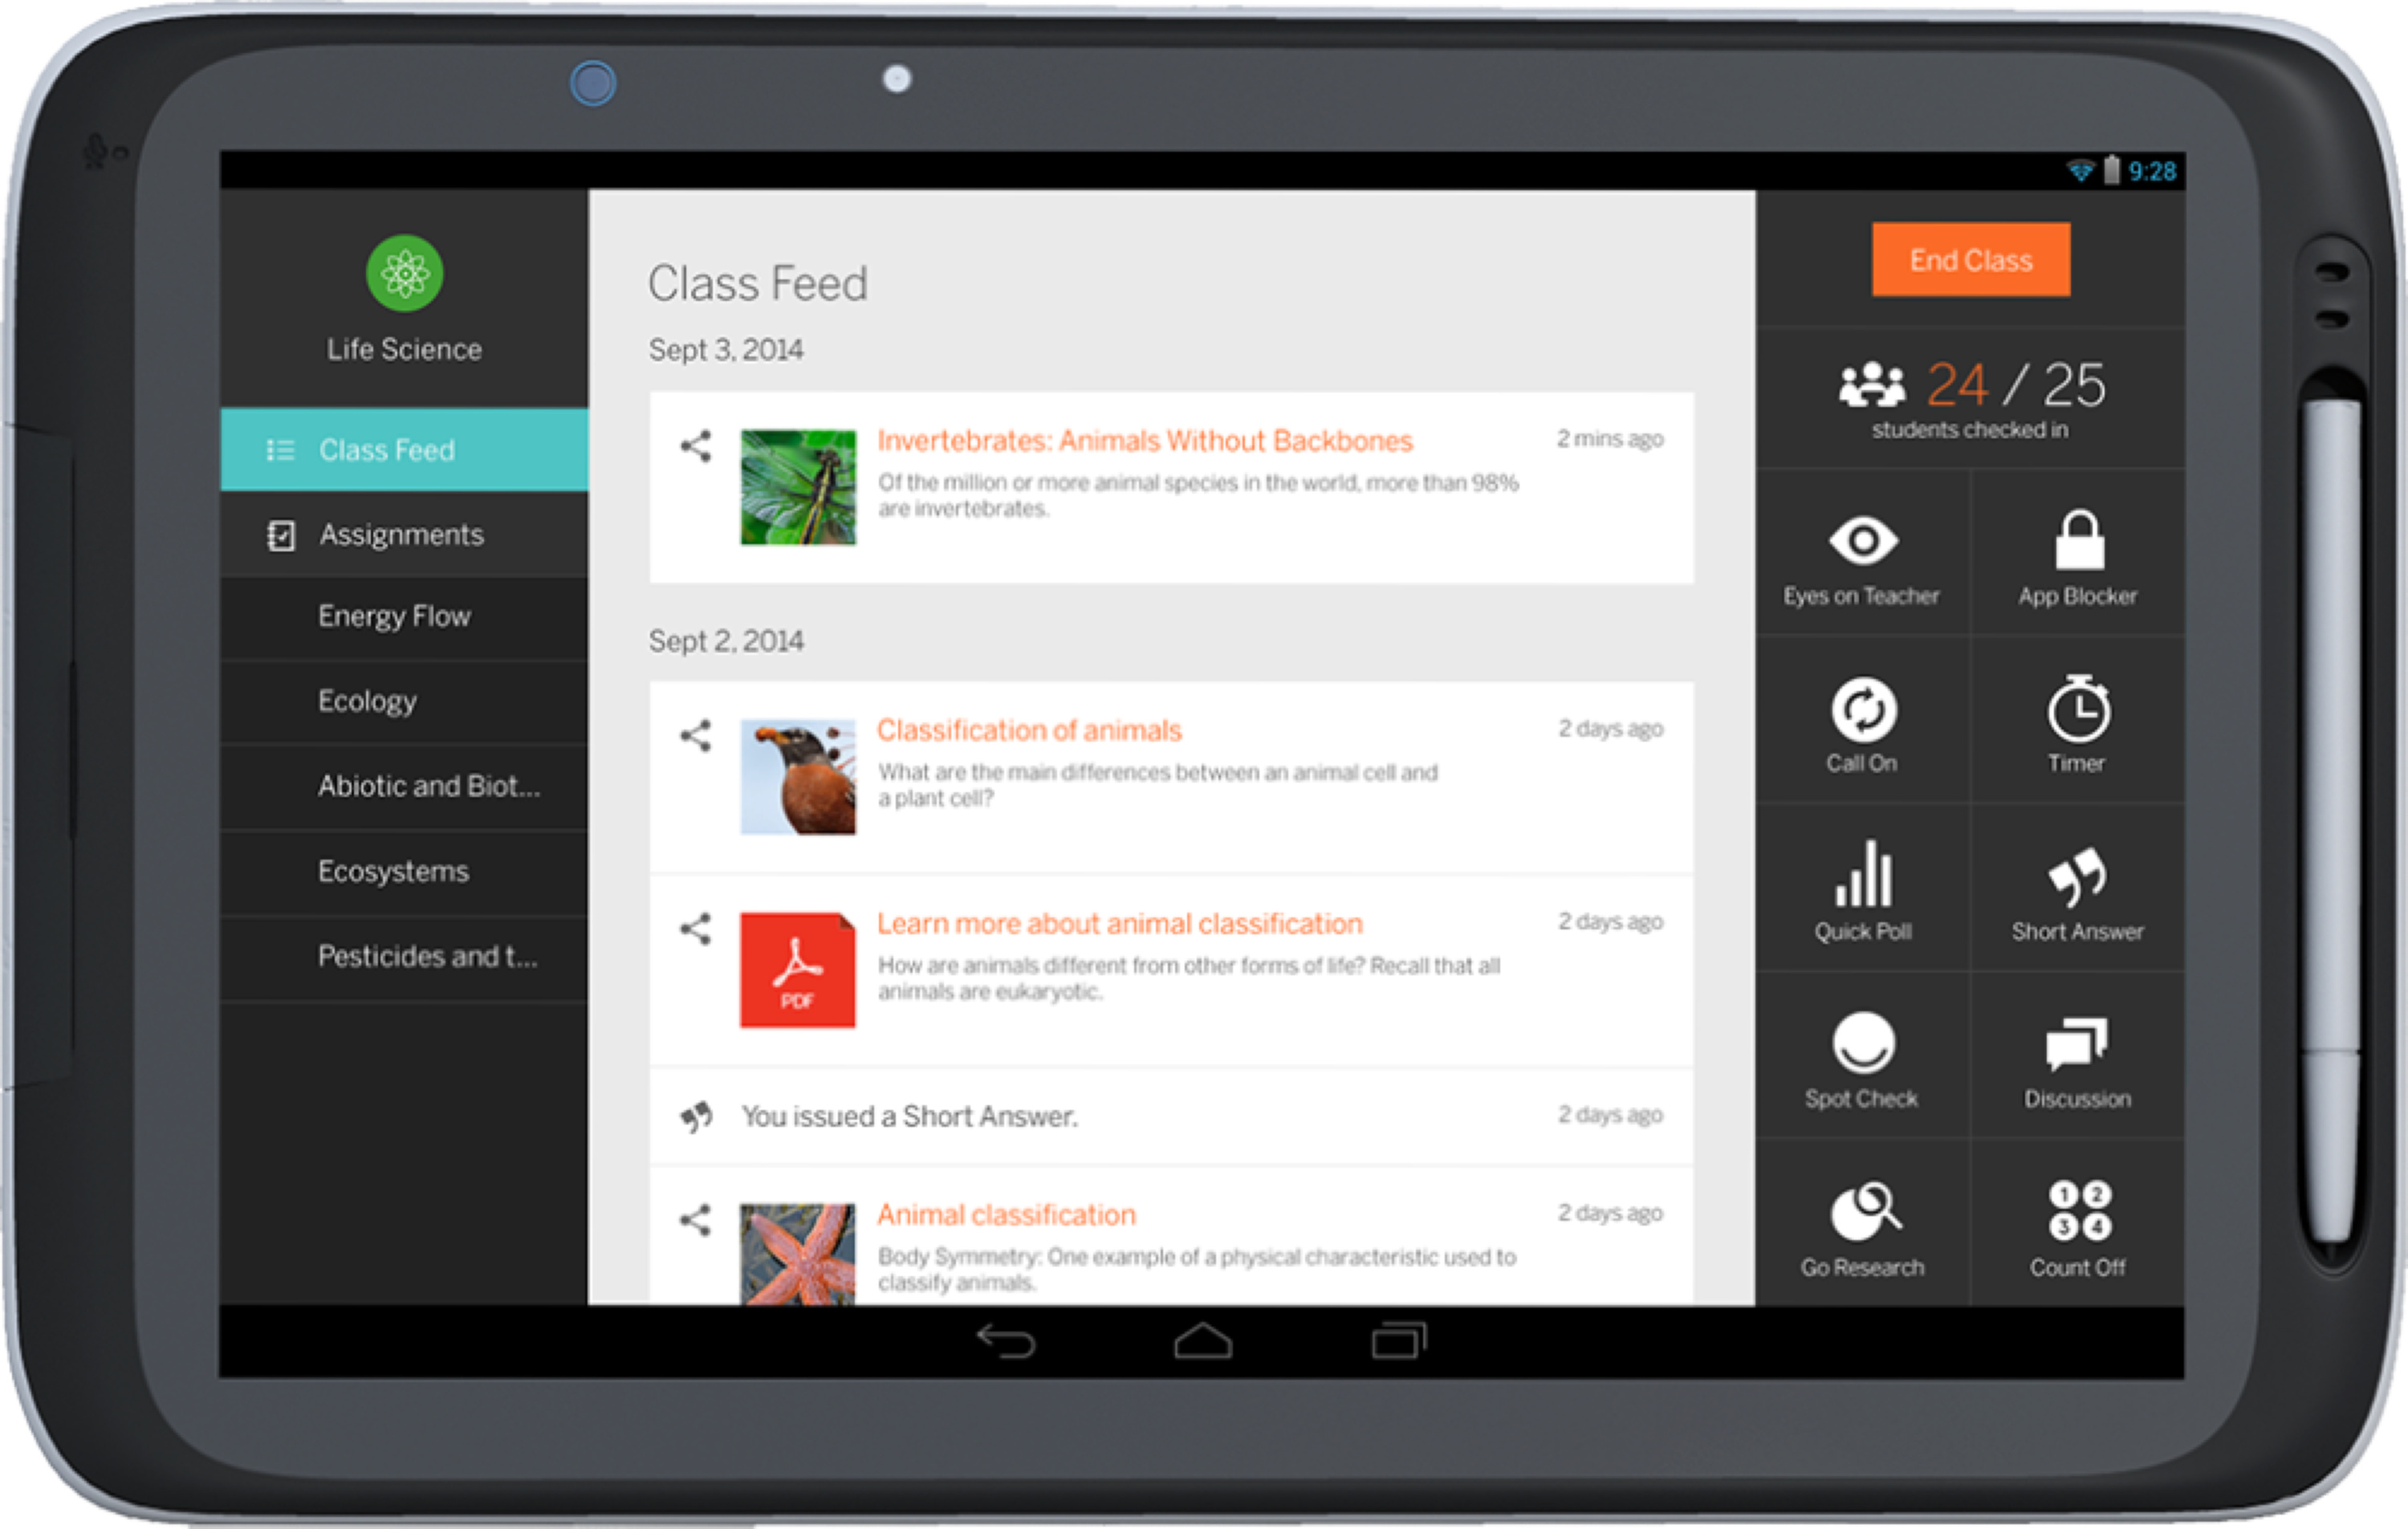 9:28
Life Science
Class Feed
Assignments
Energy Flow
Ecology
Abiotic and Biot...
Ecosystems
Pesticides and t...
Class Feed
Sept 3, 2014
Invertebrates: Animals Without Backbones
2 mins ago
Of the million or more animal species in the world, more than 98%
are invertebrates.
Sept 2, 2014
Classification of animals
2 days ago
What are the main differences between an animal cell and
a plant cell?
PDF
Learn more about animal classification
2 days ago
How are animals different from other forms of life? Recall that all
animals are eukaryotic.
You issued a Short Answer.
2 days ago
Animal classification
2 days ago
Body Symmetry: One example of a physical characteristic used to
classify animals.
End Class
24 / 25
students checked in
Eyes on Teacher
App Blocker
Call On
Timer
Quick Poll
Short Answer
Spot Check
Discussion
Go Research
1 2
3 4
Count Off